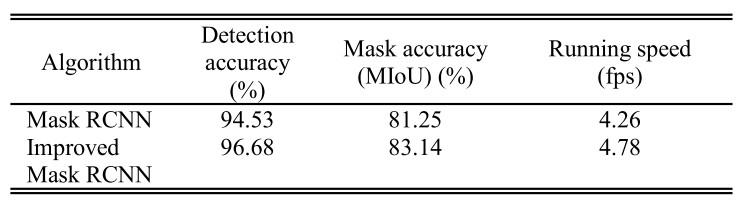 Algorithm Detection accuracy (%) Mask accuracy (MIoU) (%) Running speed (fps)
Mask RCNN 94.53 81.25 4.26
Improved 96.68 83.14 4.78
Mask RCNN